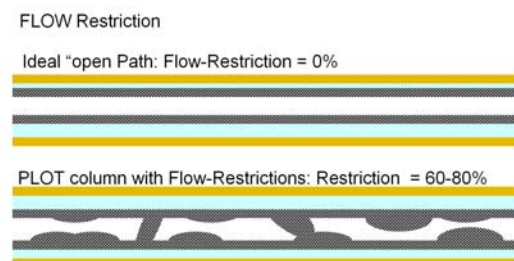 FLOW Restriction
Ideal “open Path: Flow-Restriction = 0%
PLOT column with Flow-Restrictions: Restriction = 60-80%